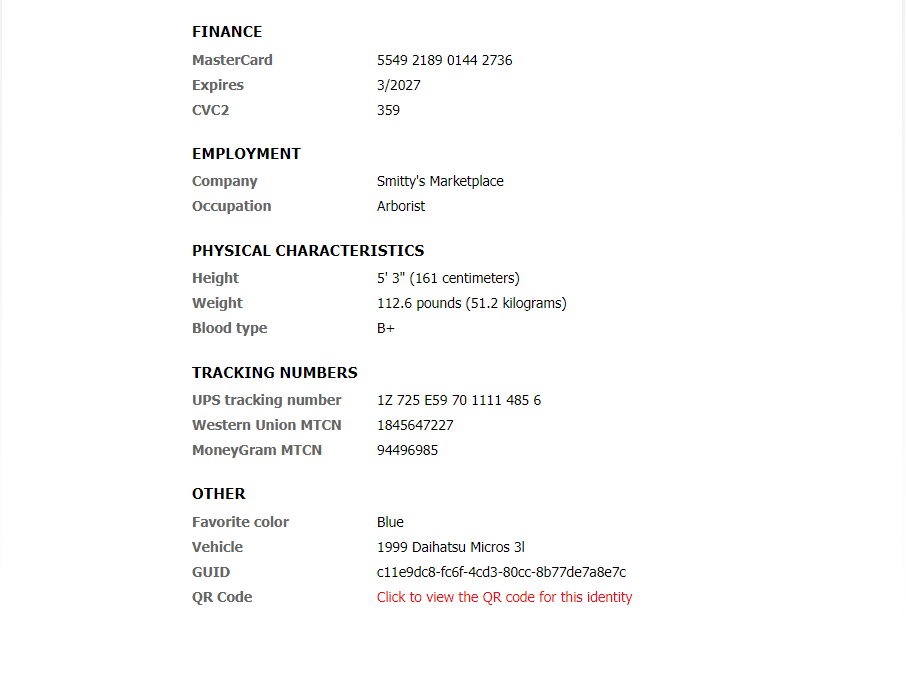 FINANCE
MasterCard 5549 2189 0144 2736
Expires 3/2027
CVC2 359
EMPLOYMENT
Company Smitty's Marketplace
Occupation Arborist
PHYSICAL CHARACTERISTICS
Height 5' 3" (161 centimeters)
Weight 112.6 pounds (51.2 kilograms)
Blood type B+
TRACKING NUMBERS
UPS tracking number 1Z 725 E59 70 1111 485 6
Western Union MTCN 1845647227
MoneyGram MTCN 94496985
OTHER
Favorite color Blue
Vehicle 1999 Daihatsu Micros 3l
GUID c11e9dc8-fc6f-4cd3-80cc-8b77de7a8e7c
QR Code Click to view the QR code for this identity